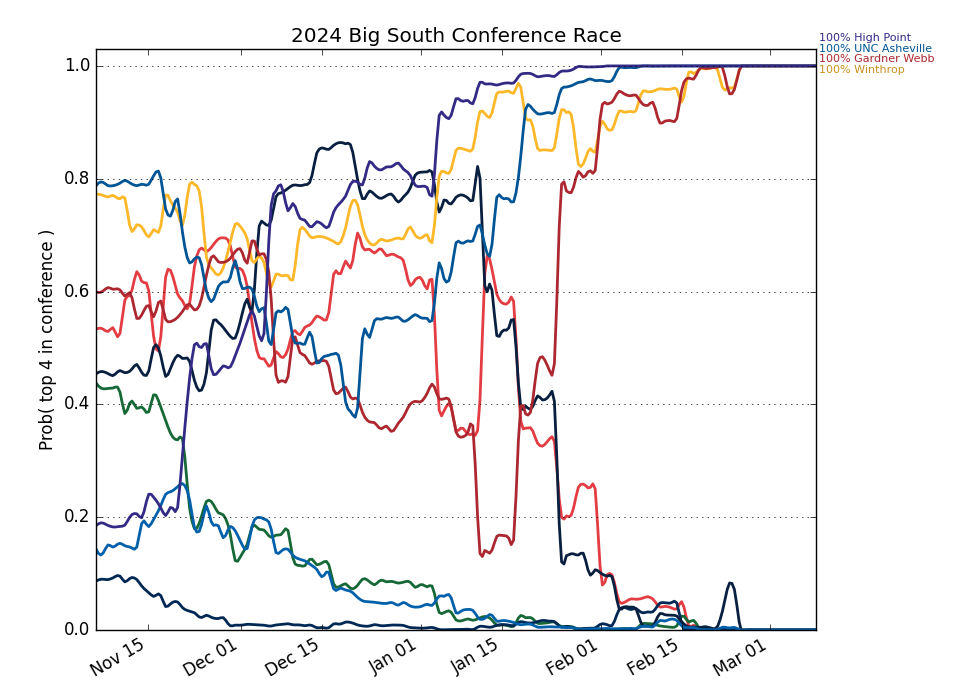 2024 Big South Conference Race
100% High Point
100% UNC Asheville
100% Gardner Webb
100% Winthrop
Prob( top 4 in conference )
1.0
0.8
0.6
0.4
0.2
0.0
Nov 15
Dec 01
Dec 15
Jan 01
Jan 15
Feb 01
Feb 15
Mar 01